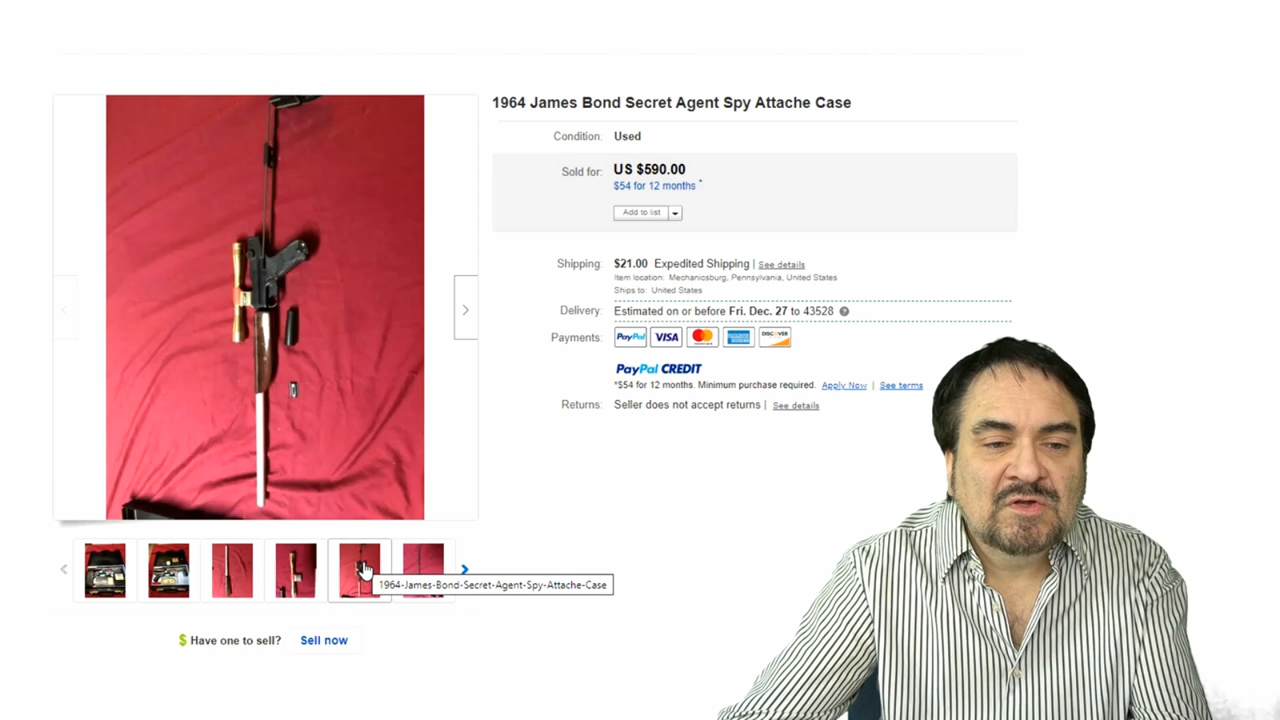 1964 James Bond Secret Agent Spy Attache Case
Condition: Used
Sold for: US $590.00
$54 for 12 months *
Add to list
Shipping: $21.00 Expedited Shipping | See details
Item location: Mechanicsburg, Pennsylvania, United States
Ships to: United States
Delivery: Estimated on or before Fri. Dec. 27 to 43528
Payments: PayPal VISA MasterCard AMERICAN EXPRESS DISCOVER
PayPal CREDIT
*$54 for 12 months. Minimum purchase required. Apply Now | See terms
Returns: Seller does not accept returns | See details
1964-James-Bond-Secret-Agent-Spy-Attache-Case
$ Have one to sell? Sell now